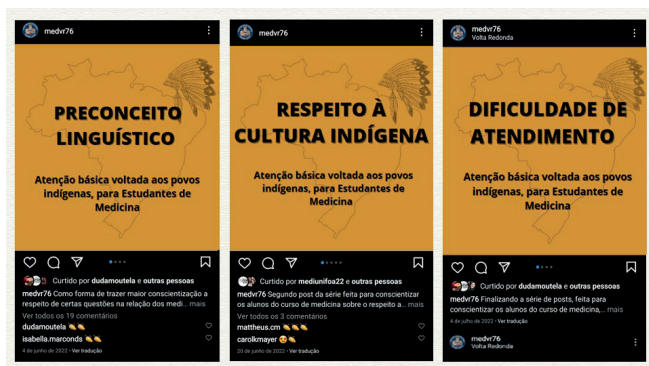 medvr76
PRECONCEITO
LINGUÍSTICO
Atenção básica voltada aos povos
indígenas, para Estudantes de
Medicina
Curtido por dudamoutela e outras pessoas
medvr76 Como forma de trazer maior conscientização a
respeito de certas questões na relação dos medi... mais
Ver todos os 19 comentários
dudamoutela
isabella.marconds
4 de junho de 2022 • Ver tradução
medvr76
RESPEITO À
CULTURA INDÍGENA
Atenção básica voltada aos povos
indígenas, para Estudantes de
Medicina
Curtido por mediunifoa22 e outras pessoas
medvr76 Segundo post da série feita para conscientizar
os alunos do curso de medicina sobre o respeito a... mais
Ver todos os 3 comentários
mattheus.cm
carolkmayer
20 de junho de 2022 • Ver tradução
medvr76
Volta Redonda
DIFICULDADE DE
ATENDIMENTO
Atenção básica voltada aos povos
indígenas, para Estudantes de
Medicina
Curtido por dudamoutela e outras pessoas
medvr76 Finalizando a série de posts, feita para
conscientizar os alunos do curso de medicina,... mais
4 de julho de 2022 • Ver tradução
medvr76
Volta Redonda